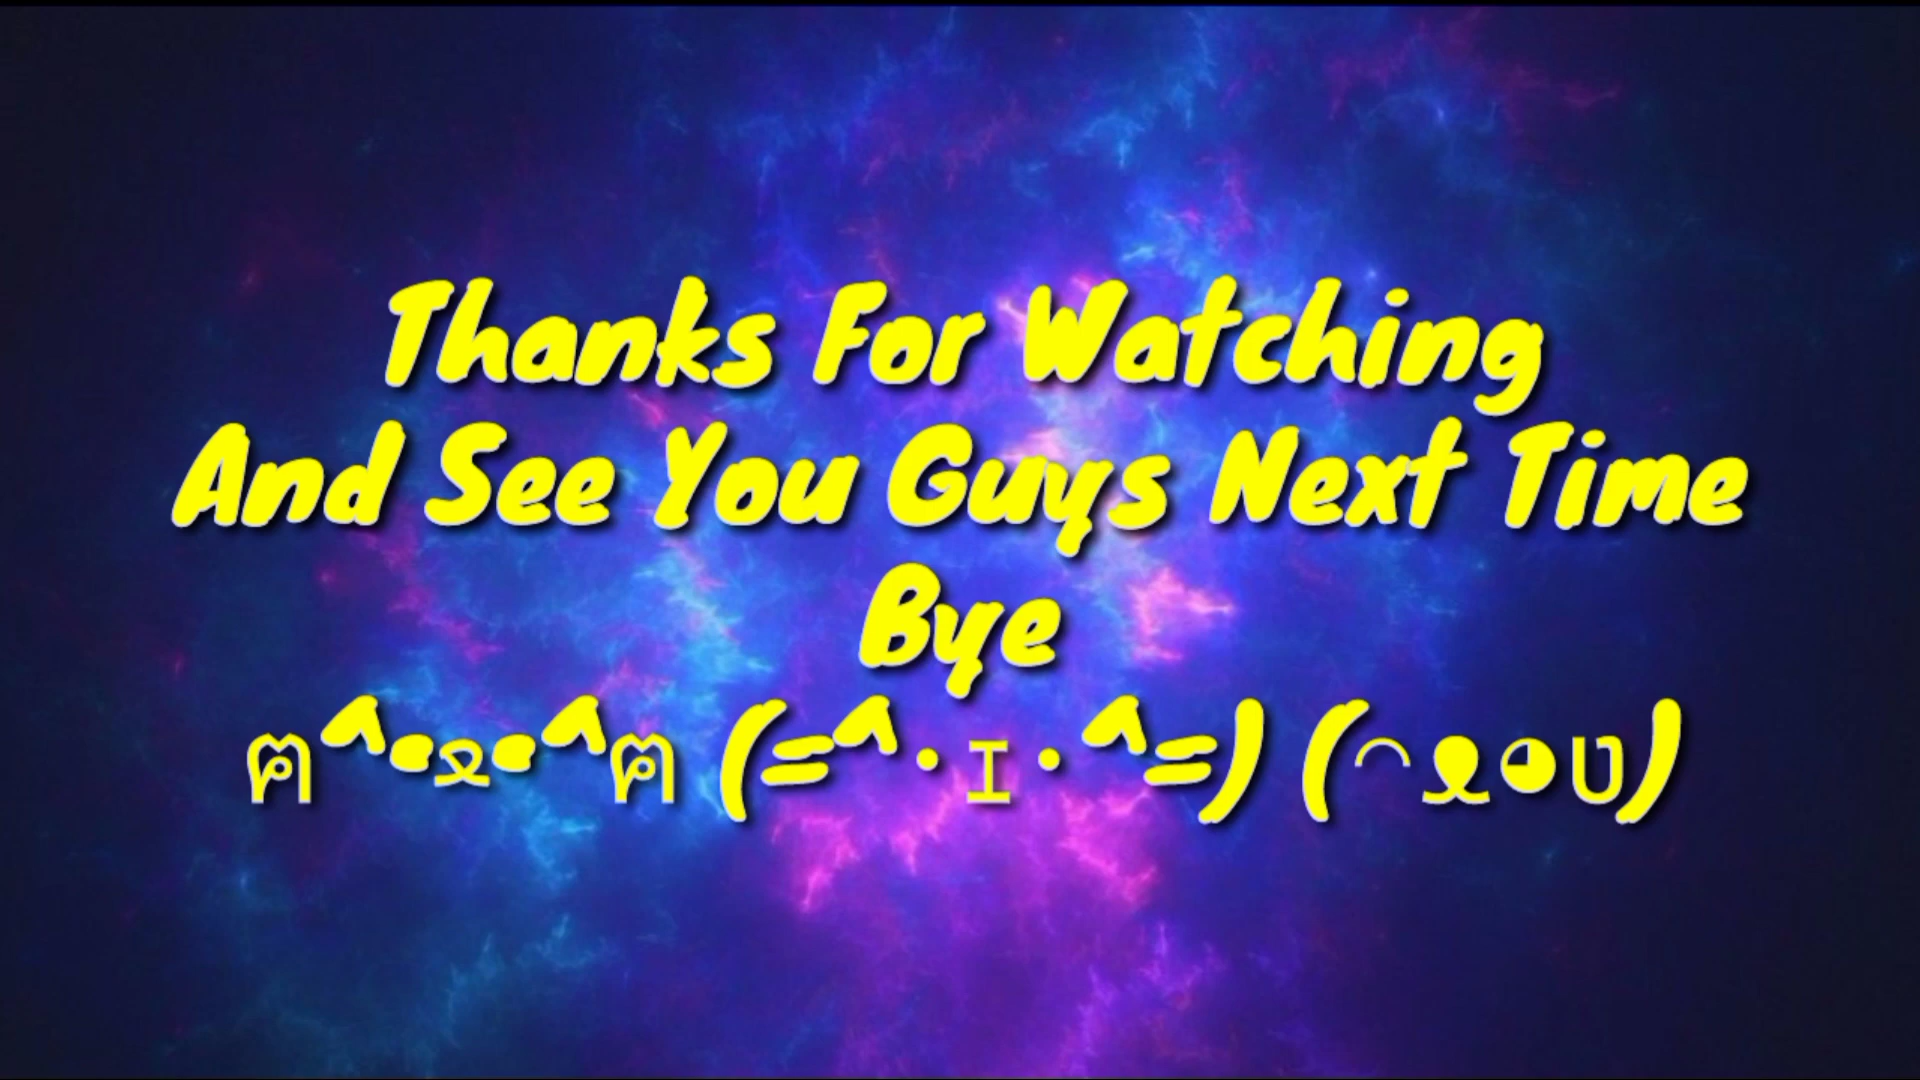 Thanks For Watching
And See You Guys Next Time
Bye
ฅ^•ﻌ•^ฅ (=^･ｪ･^=) (◠ᴥ◕ʋ)